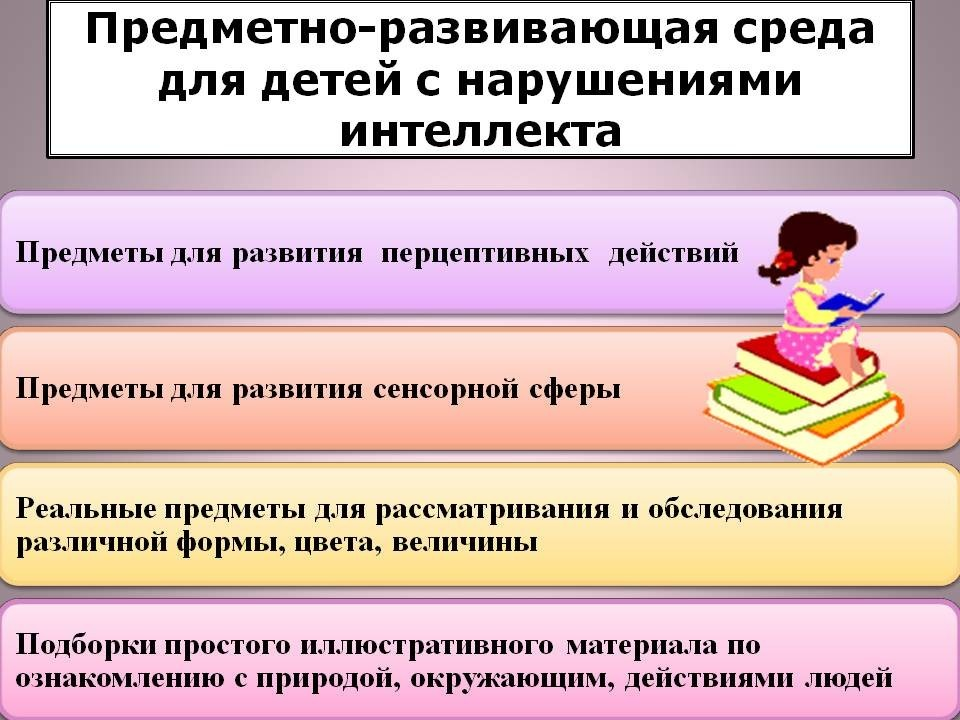 Предметно-развивающая среда
для детей с нарушениями
интеллекта
Предметы для развития перцептивных действий
Предметы для развития сенсорной сферы
Реальные предметы для рассматривания и обследования
различной формы, цвета, величины
Подборки простого иллюстративного материала по
ознакомлению с природой, окружающим, действиями людей